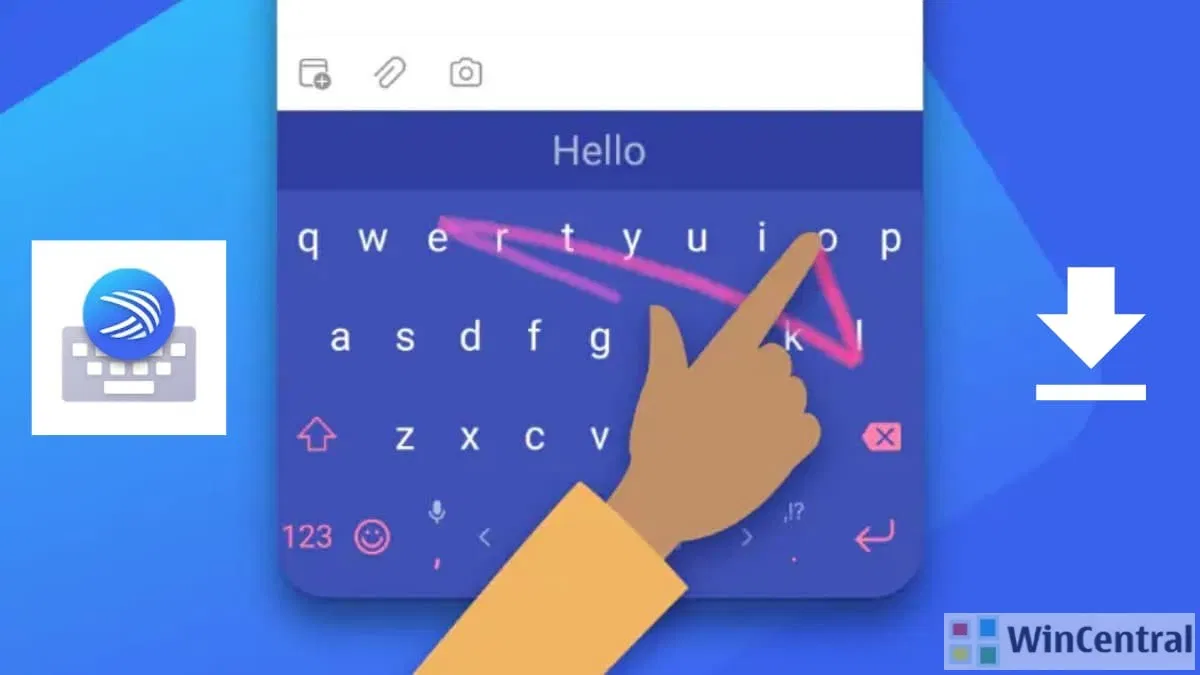 Hello
q w e r t y u i o p
a s d f g k l
z x c v
,!?
123 , < > .
WinCentral